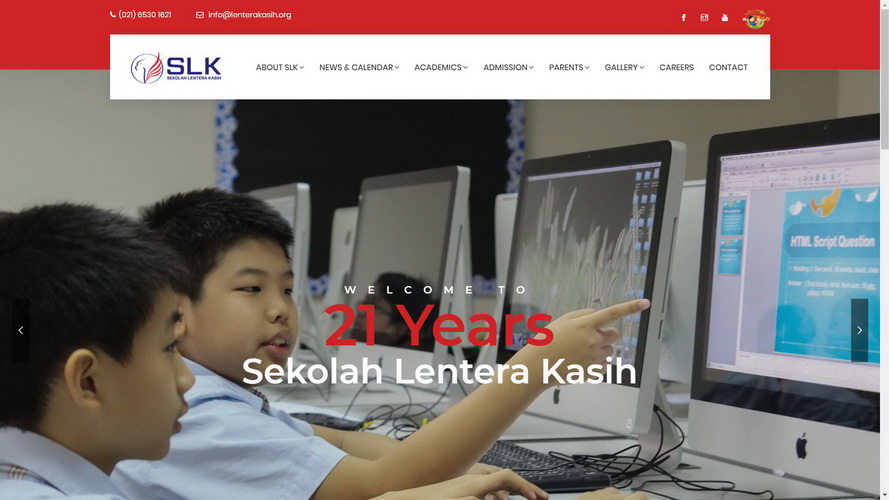 (021) 6530 1621 info@lenterakasih.org
SLK
SEKOLAH LENTERA KASIH
ABOUT SLK NEWS & CALENDAR ACADEMICS ADMISSION PARENTS GALLERY CAREERS CONTACT
HTML Script Question
WELCOME TO
21 Years
Sekolah Lentera Kasih